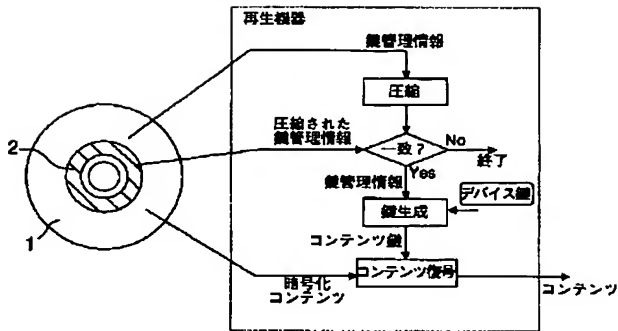 再生機器
鍵管理情報
圧縮
圧縮された
鍵管理情報
一致？
No
終了
Yes
鍵管理情報
デバイス鍵
鍵生成
コンテンツ鍵
コンテンツ復号
暗号化
コンテンツ
コンテンツ
2
1